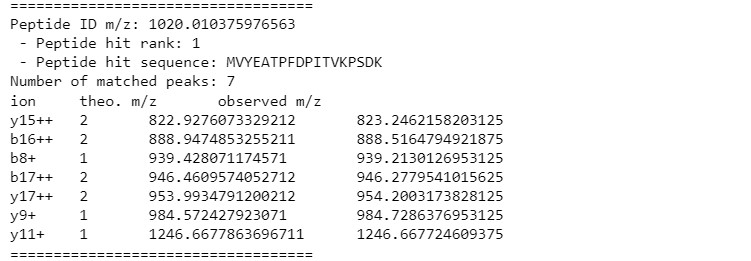 ==================================
Peptide ID m/z: 1020.010375976563
- Peptide hit rank: 1
- Peptide hit sequence: MVYEATPFDPITVKPSDK
Number of matched peaks: 7
ion theo. m/z observed m/z
y15++ 2 822.9276073329212 823.2462158203125
b16++ 2 888.9474853255211 888.5164794921875
b8+ 1 939.428071174571 939.2130126953125
b17++ 2 946.4609574052712 946.2779541015625
y17++ 2 953.9934791200212 954.2003173828125
y9+ 1 984.572427923071 984.7286376953125
y11+ 1 1246.6677863696711 1246.667724609375
==================================